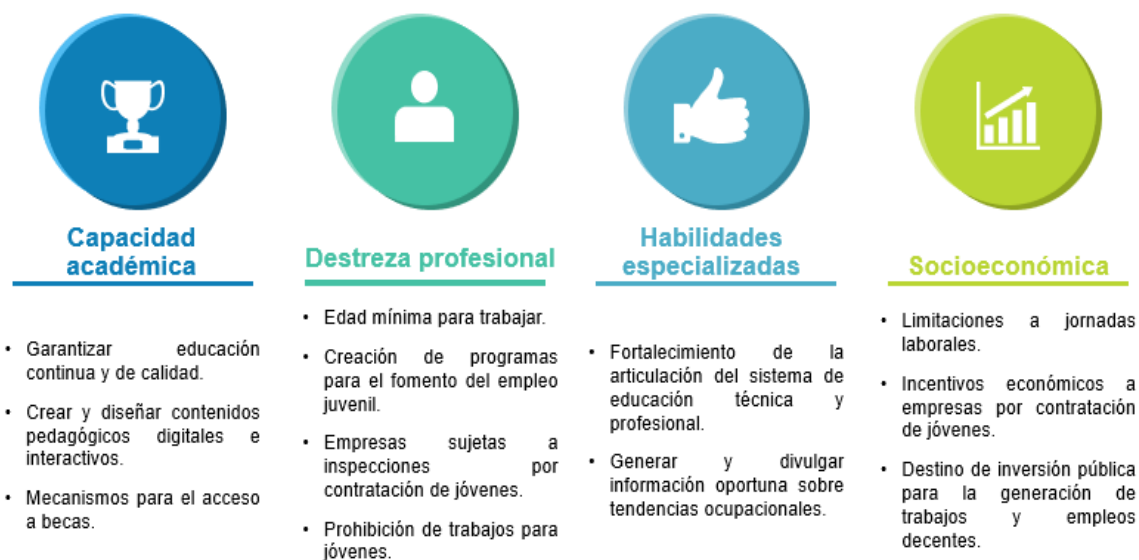 Capacidad
académica
• Garantizar educación
continua y de calidad.
• Crear y diseñar contenidos
pedagógicos digitales e
interactivos.
• Mecanismos para el acceso
a becas.
Destreza profesional
• Edad mínima para trabajar.
• Creación de programas
para el fomento del empleo
juvenil.
• Empresas sujetas a
inspecciones por
contratación de jóvenes.
• Prohibición de trabajos para
jóvenes.
Habilidades
especializadas
• Fortalecimiento de la
articulación del sistema de
educación técnica y
profesional.
• Generar y divulgar
información oportuna sobre
tendencias ocupacionales.
Socioeconómica
• Limitaciones a jornadas
laborales.
• Incentivos económicos a
empresas por contratación
de jóvenes.
• Destino de inversión pública
para la generación de
trabajos y empleos
decentes.